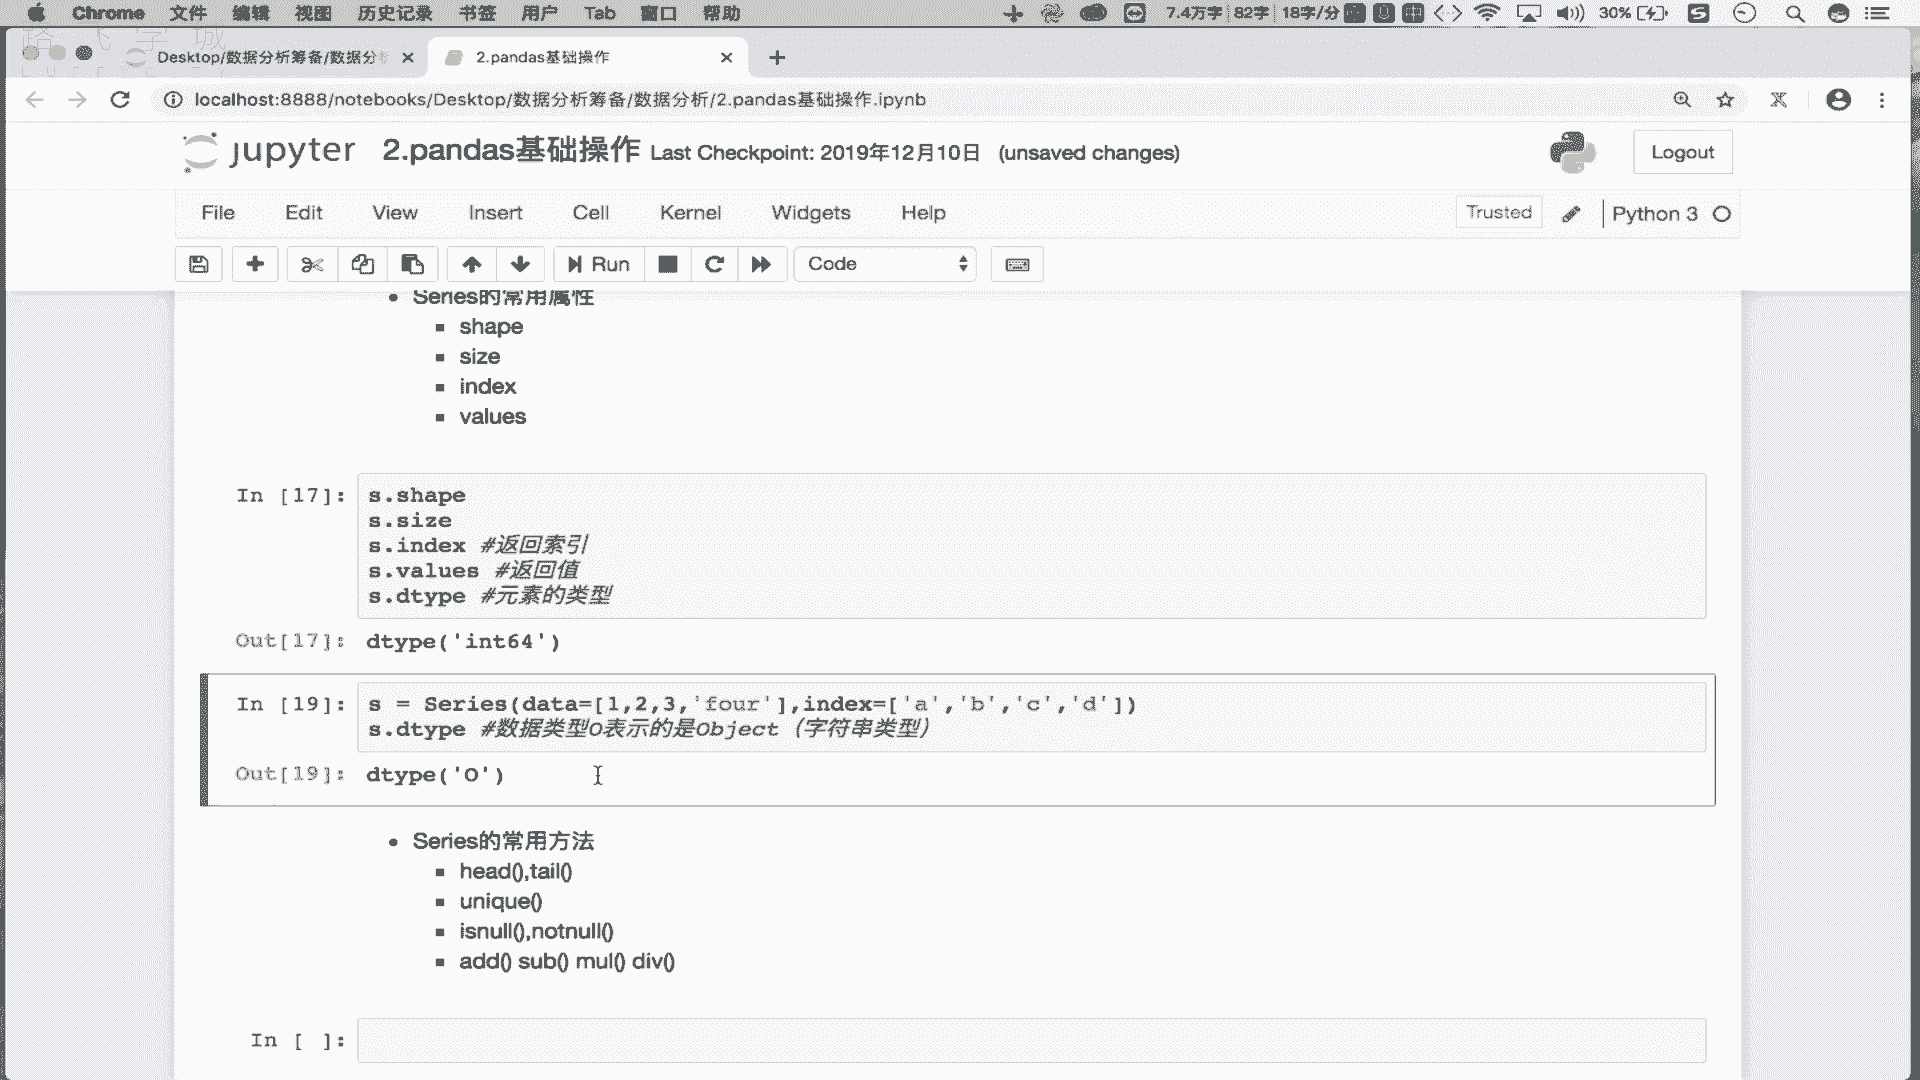 Chrome 文件 编辑 视图 历史记录 书签 用户 Tab 窗口 帮助 7.4万字 82字 18字/分 30%
Desktop/数据分析筹备/数据分 2.pandas基础操作
localhost:8888/notebooks/Desktop/数据分析筹备/数据分析/2.pandas基础操作.ipynb
jupyter 2.pandas基础操作 Last Checkpoint: 2019年12月10日 (unsaved changes) Logout
File Edit View Insert Cell Kernel Widgets Help Trusted Python 3
Run Code
Series的常用属性
shape
size
index
values
In [17]: s.shape
s.size
s.index #返回索引
s.values #返回值
s.dtype #元素的类型
Out[17]: dtype('int64')
In [19]: s = Series(data=[1,2,3,'four'],index=['a','b','c','d'])
s.dtype #数据类型O表示的是Object（字符串类型）
Out[19]: dtype('O')
Series的常用方法
head(),tail()
unique()
isnull(),notnull()
add() sub() mul() div()
In [ ]: